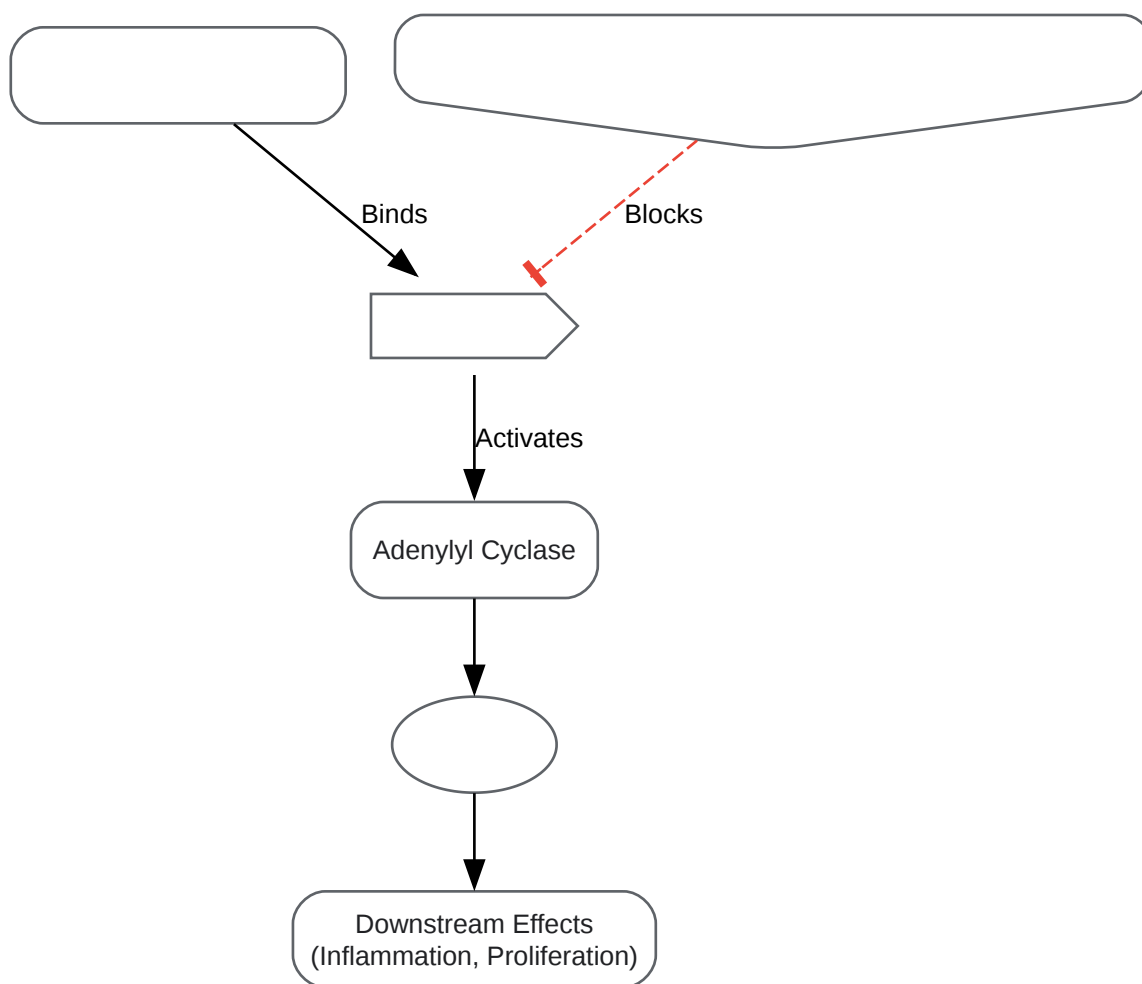 Binds
Blocks
Activates
Adenylyl Cyclase
Downstream Effects
(Inflammation, Proliferation)